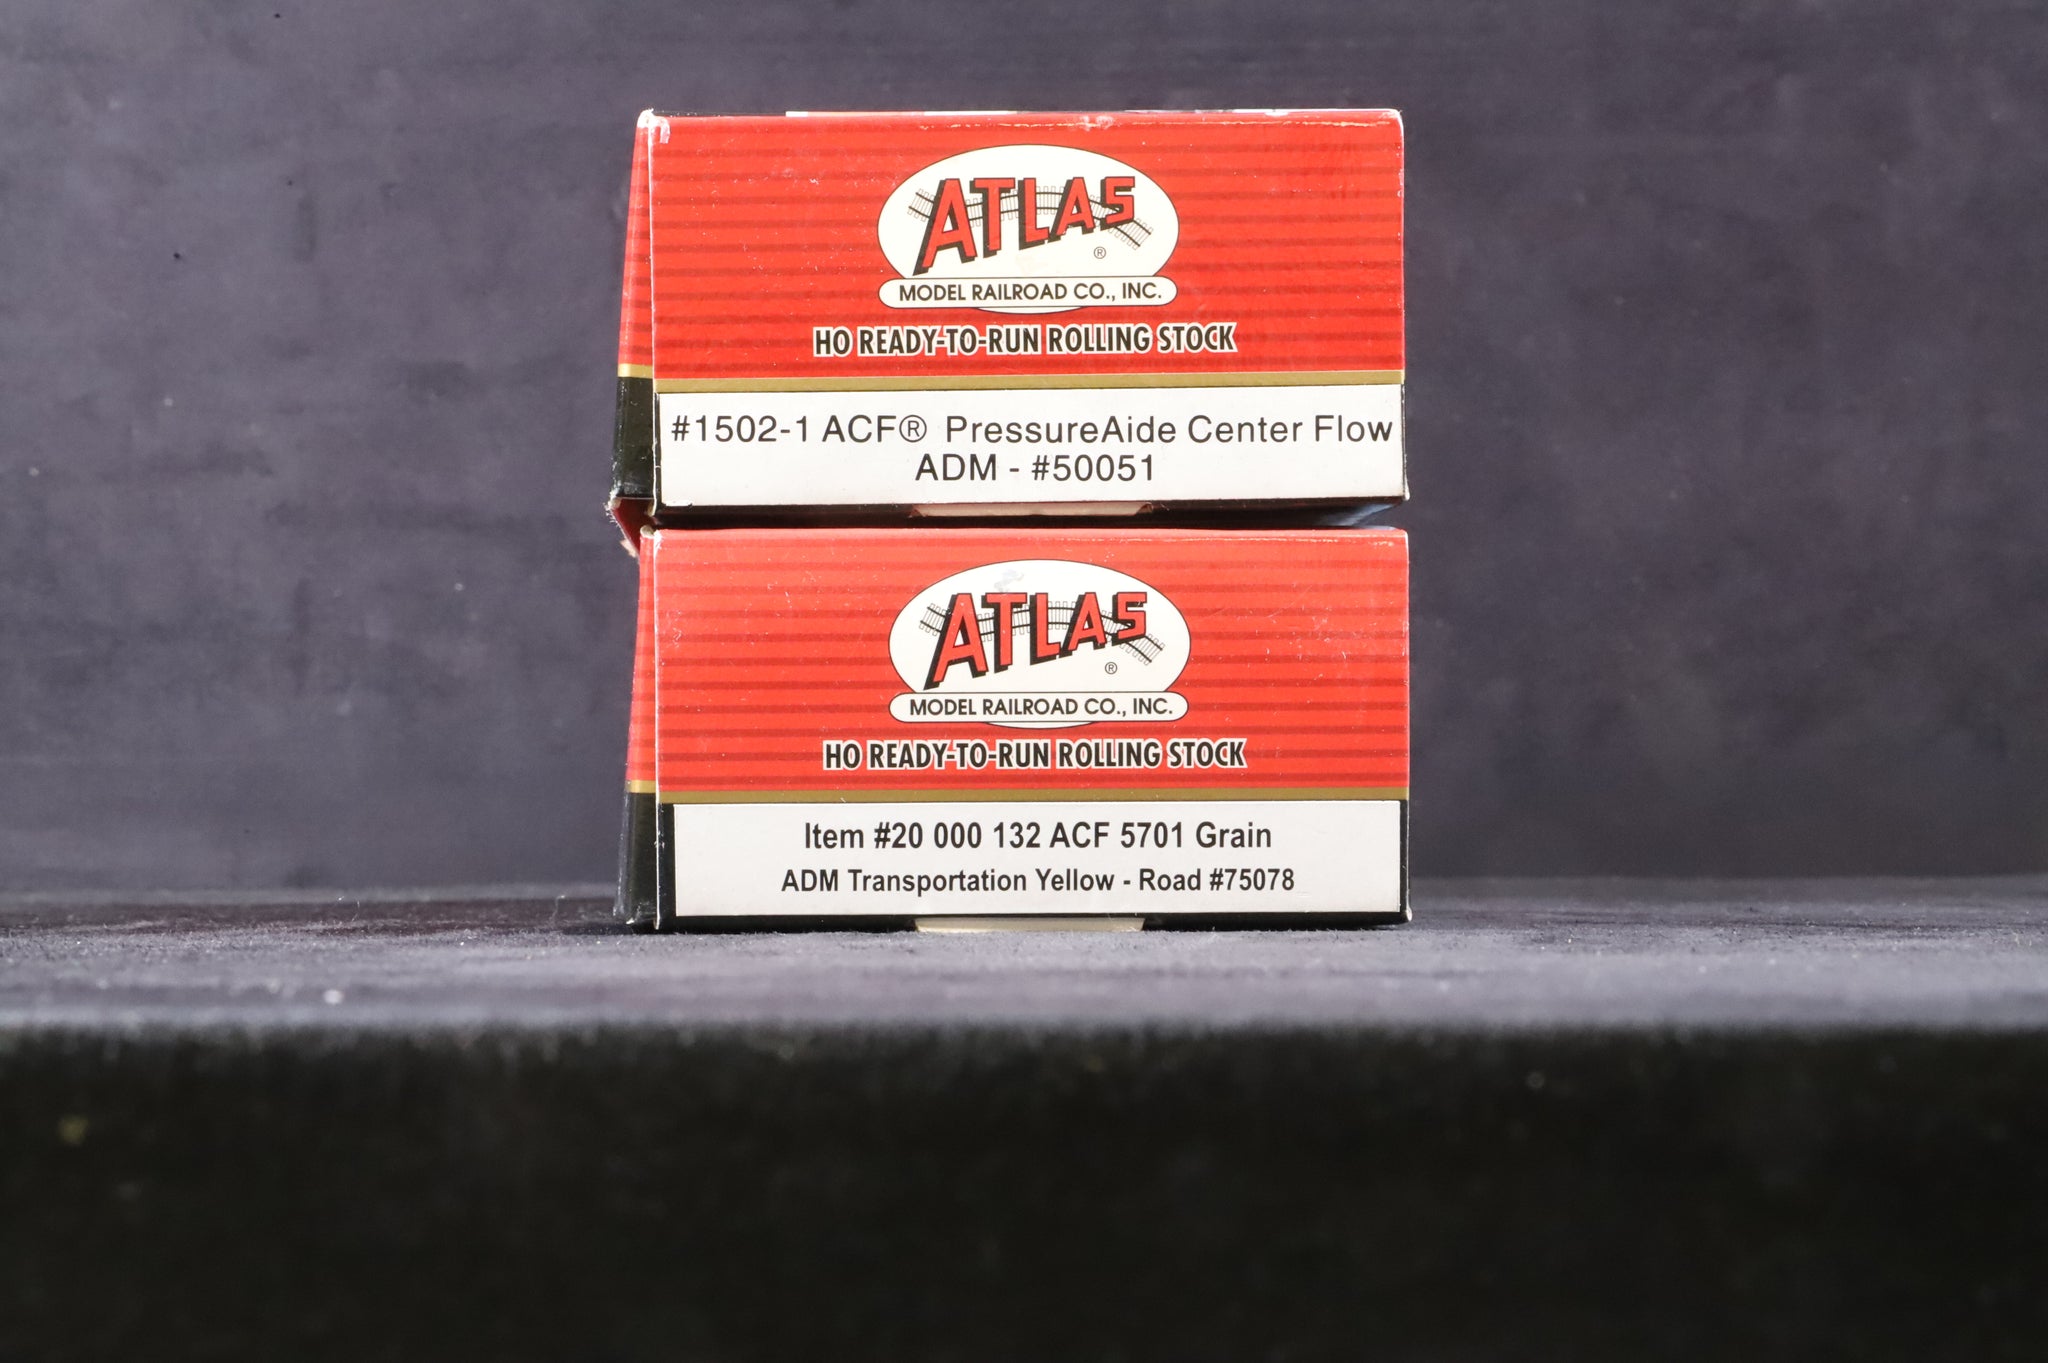 ATLAS ®
MODEL RAILROAD CO., INC.
HO READY-TO-RUN ROLLING STOCK
#1502-1 ACF® PressureAide Center Flow
ADM - #50051
ATLAS ®
MODEL RAILROAD CO., INC.
HO READY-TO-RUN ROLLING STOCK
Item #20 000 132 ACF 5701 Grain
ADM Transportation Yellow - Road #75078